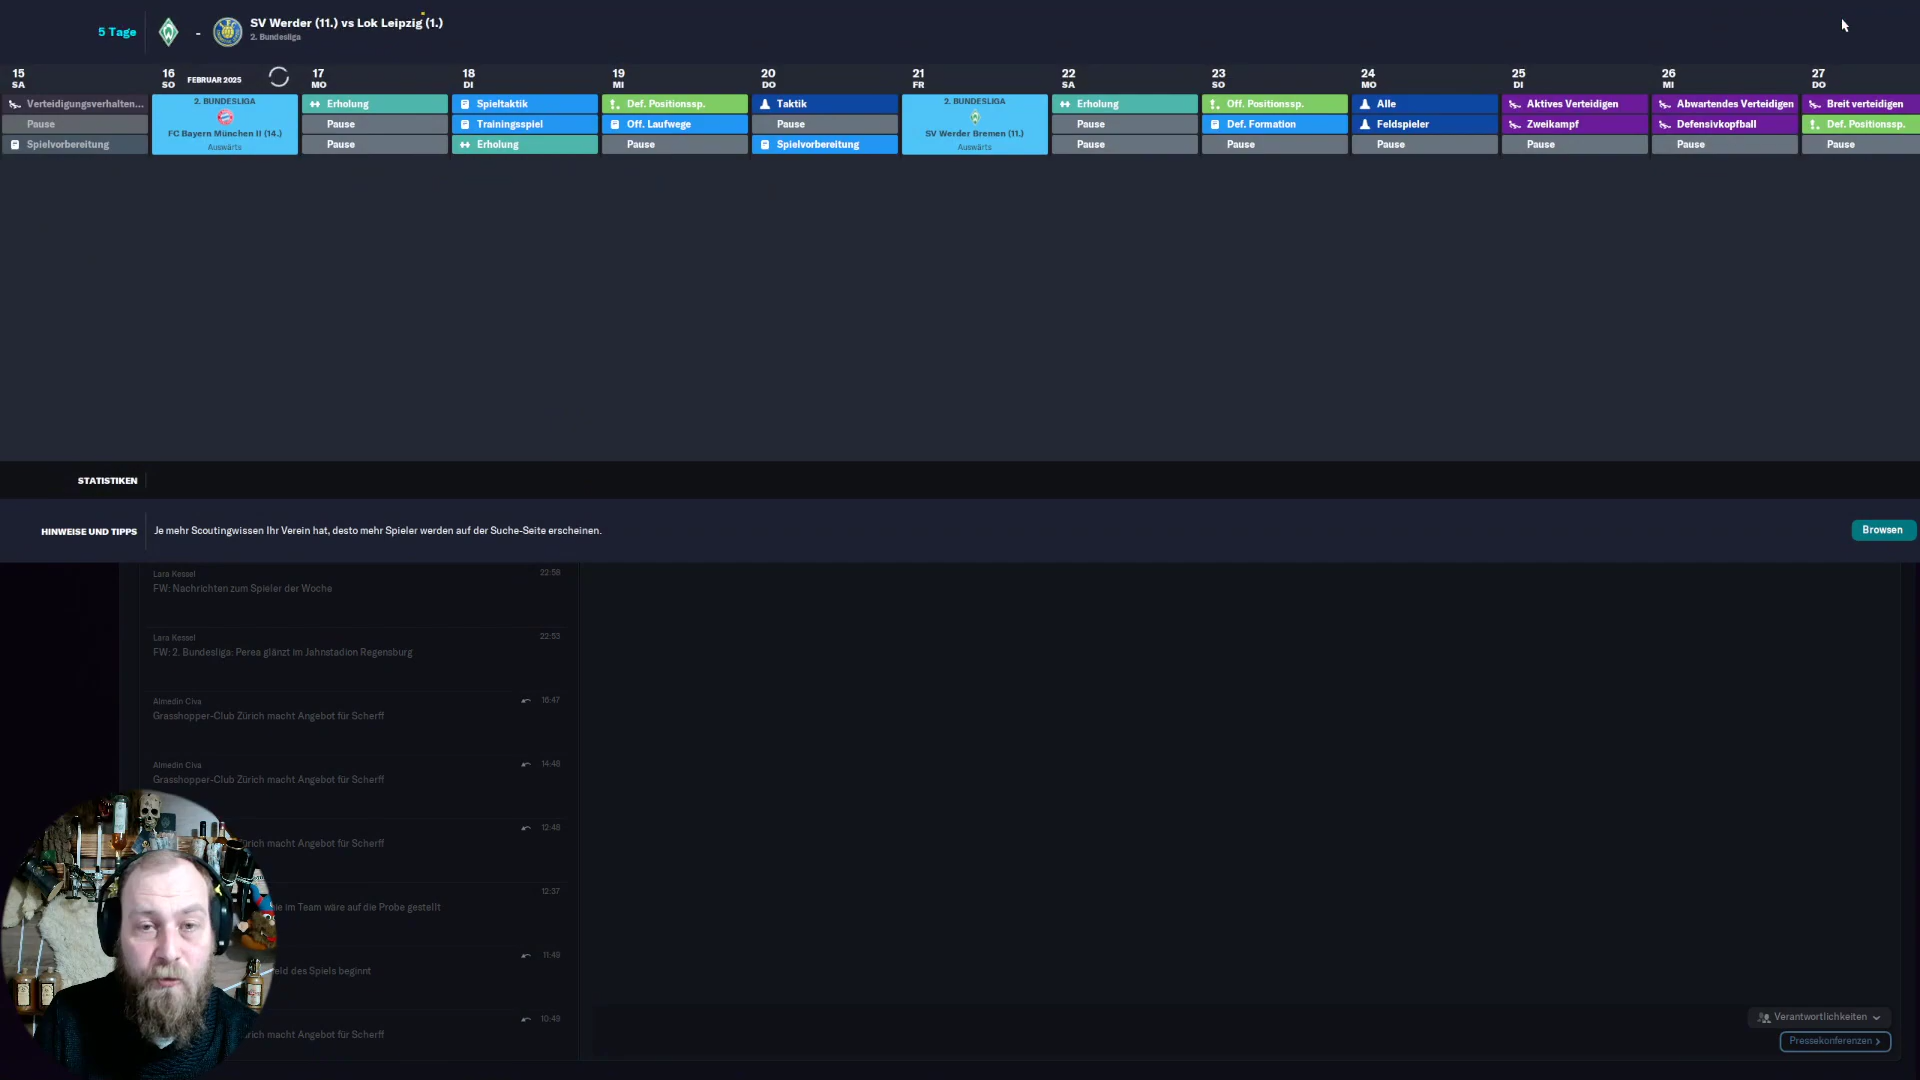 5 Tage
-
SV Werder (11.) vs Lok Leipzig (1.)
2. Bundesliga
15
SA
16
SO
FEBRUAR 2025
17
MO
18
DI
19
MI
20
DO
21
FR
22
SA
23
SO
24
MO
25
DI
26
MI
27
DO
Verteidigungsverhalten...
Pause
Spielvorbereitung
2. BUNDESLIGA
FC Bayern München II (14.)
Auswärts
Erholung
Pause
Pause
Spieltaktik
Trainingsspiel
Erholung
Def. Positionssp.
Off. Laufwege
Pause
Taktik
Pause
Spielvorbereitung
2. BUNDESLIGA
SV Werder Bremen (11.)
Auswärts
Erholung
Pause
Pause
Off. Positionssp.
Def. Formation
Pause
Alle
Feldspieler
Pause
Aktives Verteidigen
Zweikampf
Pause
Abwartendes Verteidigen
Defensivkopfball
Pause
Breit verteidigen
Def. Positionssp.
Pause
STATISTIKEN
HINWEISE UND TIPPS
Je mehr Scoutingwissen Ihr Verein hat, desto mehr Spieler werden auf der Suche-Seite erscheinen.
Browsen
Lara Kessel 22:58
FW: Nachrichten zum Spieler der Woche
Lara Kessel 22:53
FW: 2. Bundesliga: Perea glänzt im Jahnstadion Regensburg
Almedin Civa 16:47
Grasshopper-Club Zürich macht Angebot für Scherff
Almedin Civa 14:48
Grasshopper-Club Zürich macht Angebot für Scherff
12:48
ürich macht Angebot für Scherff
12:37
ie im Team wäre auf die Probe gestellt
11:49
eld des Spiels beginnt
10:49
ürich macht Angebot für Scherff
Verantwortlichkeiten
Pressekonferenzen